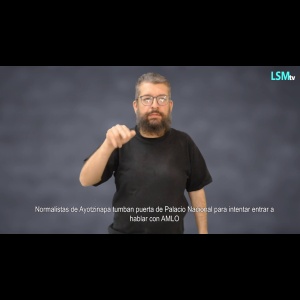 LSMtv
Normalistas de Ayotzinapa tumban puerta de Palacio Nacional para intentar entrar a
hablar con AMLO